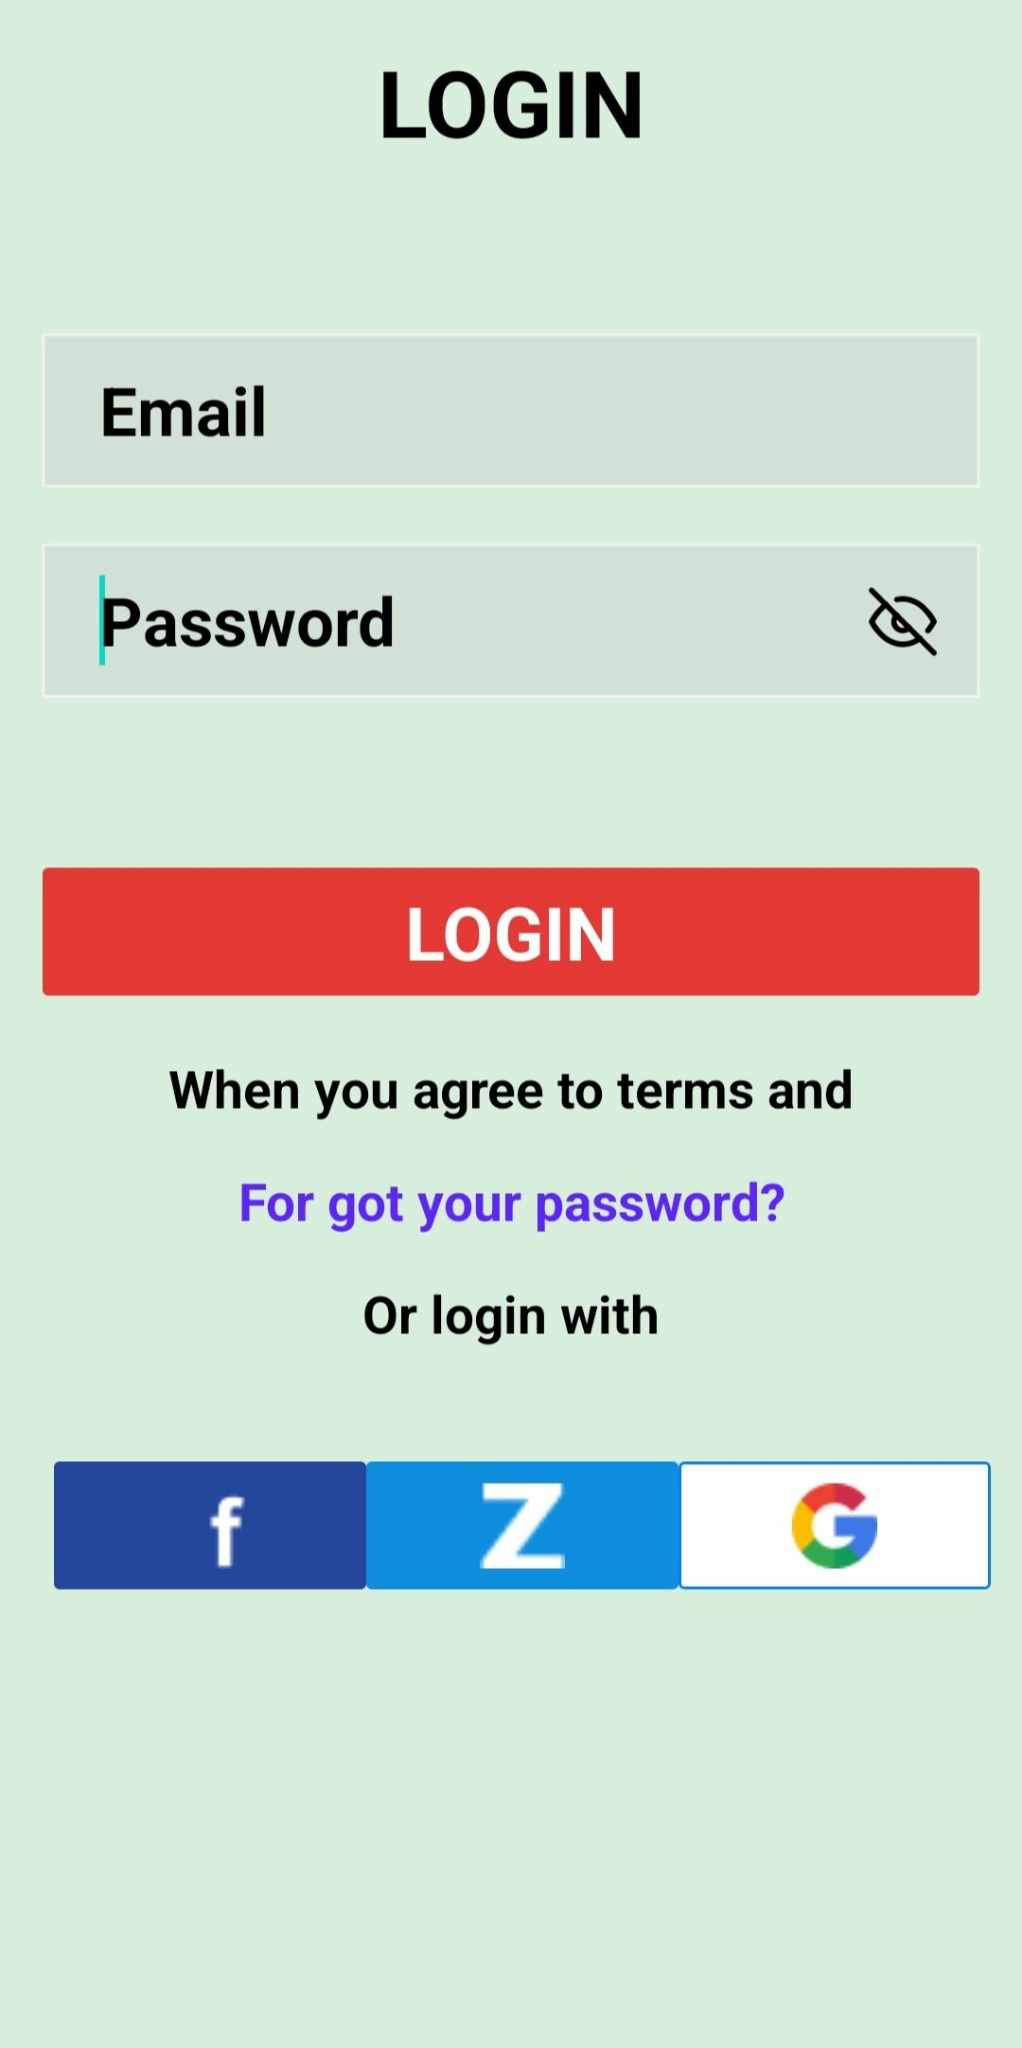 LOGIN
Email
Password
LOGIN
When you agree to terms and
For got your password?
Or login with
f Z G